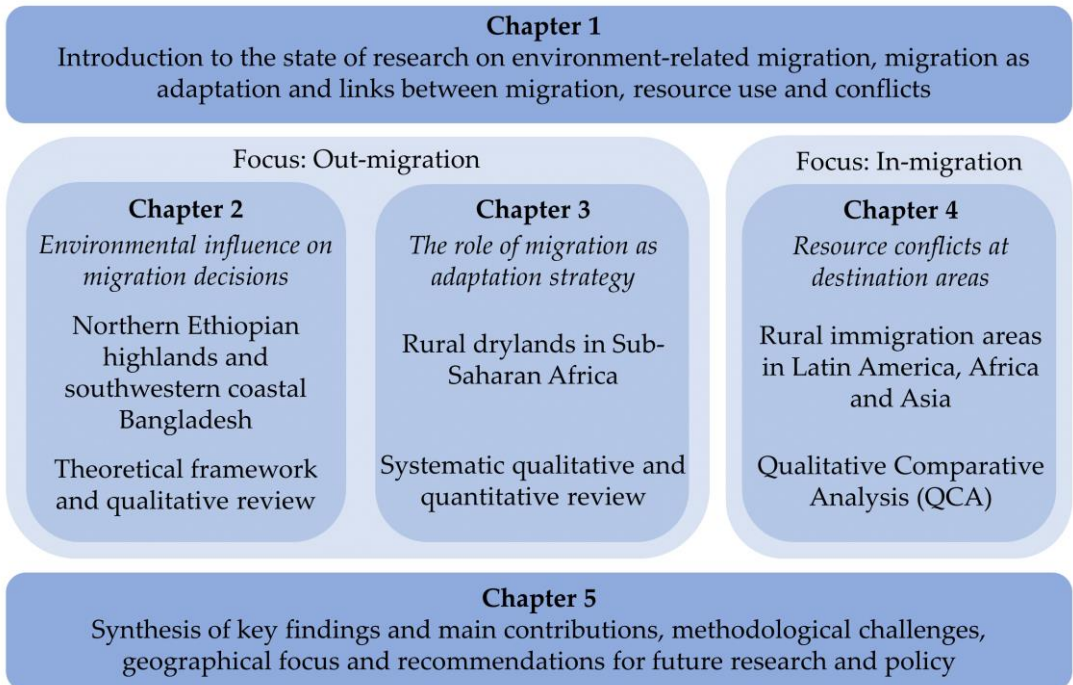 Chapter 1
Introduction to the state of research on environment-related migration, migration as
adaptation and links between migration, resource use and conflicts
Focus: Out-migration
Chapter 2
Environmental influence on
migration decisions
Northern Ethiopian
highlands and
southwestern coastal
Bangladesh
Theoretical framework
and qualitative review
Chapter 3
The role of migration as
adaptation strategy
Rural drylands in Sub-
Saharan Africa
Systematic qualitative and
quantitative review
Focus: In-migration
Chapter 4
Resource conflicts at
destination areas
Rural immigration areas
in Latin America, Africa
and Asia
Qualitative Comparative
Analysis (QCA)
Chapter 5
Synthesis of key findings and main contributions, methodological challenges,
geographical focus and recommendations for future research and policy